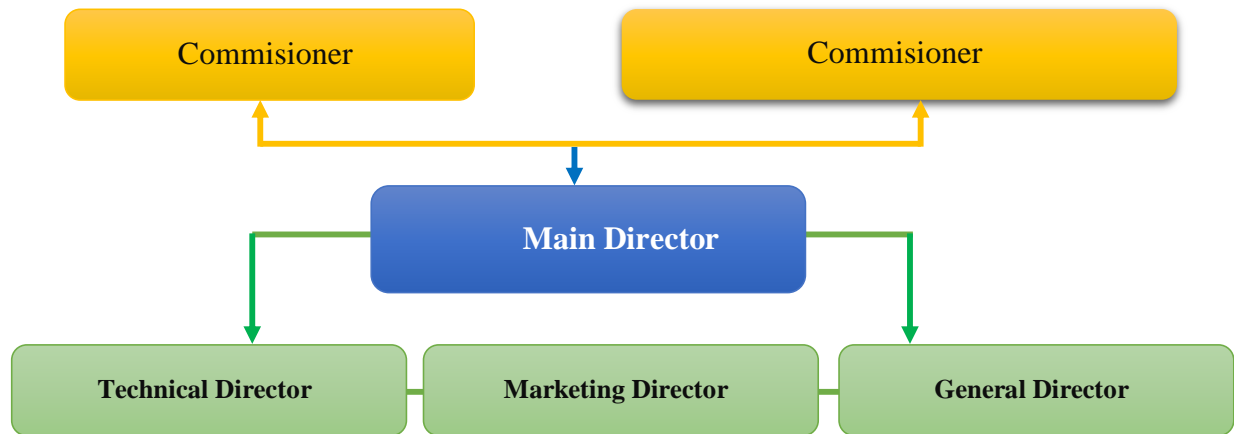 Commisioner
Commisioner
Main Director
Technical Director
Marketing Director
General Director